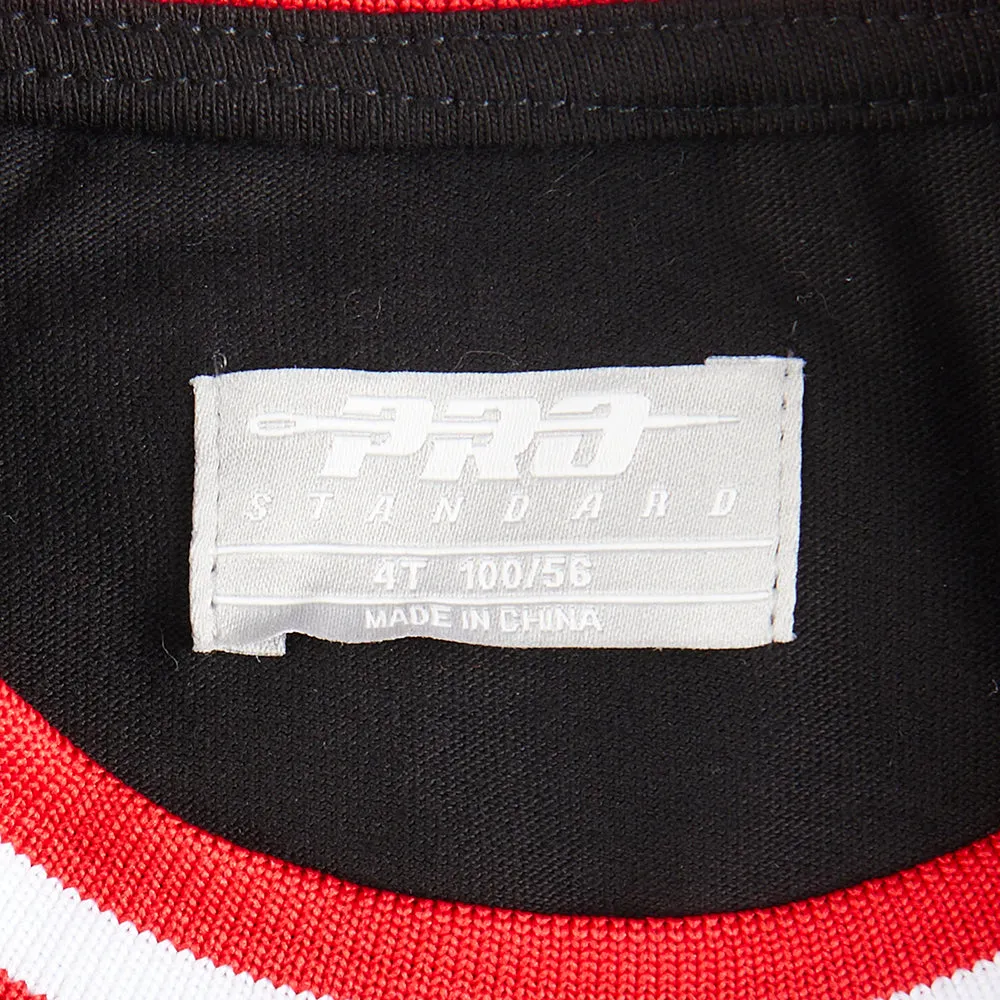 PRO
STANDARD
4T 100/56
MADE IN CHINA